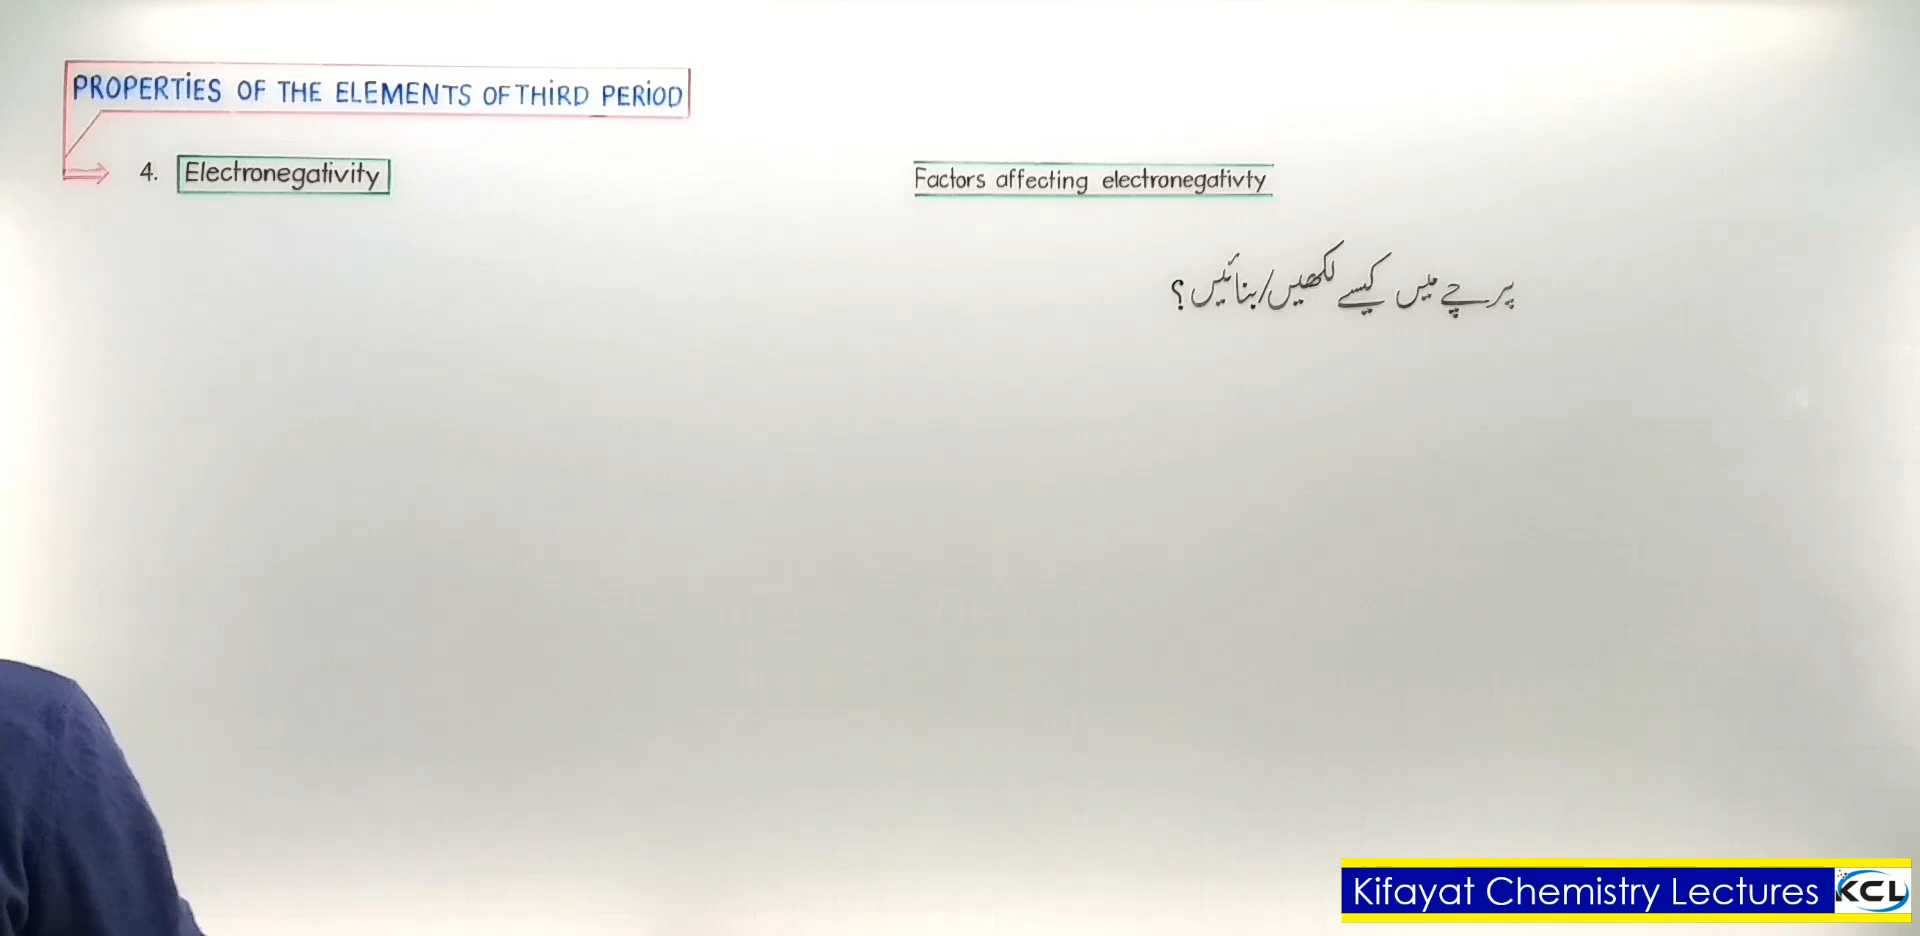 PROPERTIES OF THE ELEMENTS OF THIRD PERIOD
4. Electronegativity
Factors affecting electronegativty
پرچے میں کیسے لکھیں/بنائیں؟
Kifayat Chemistry Lectures KCL